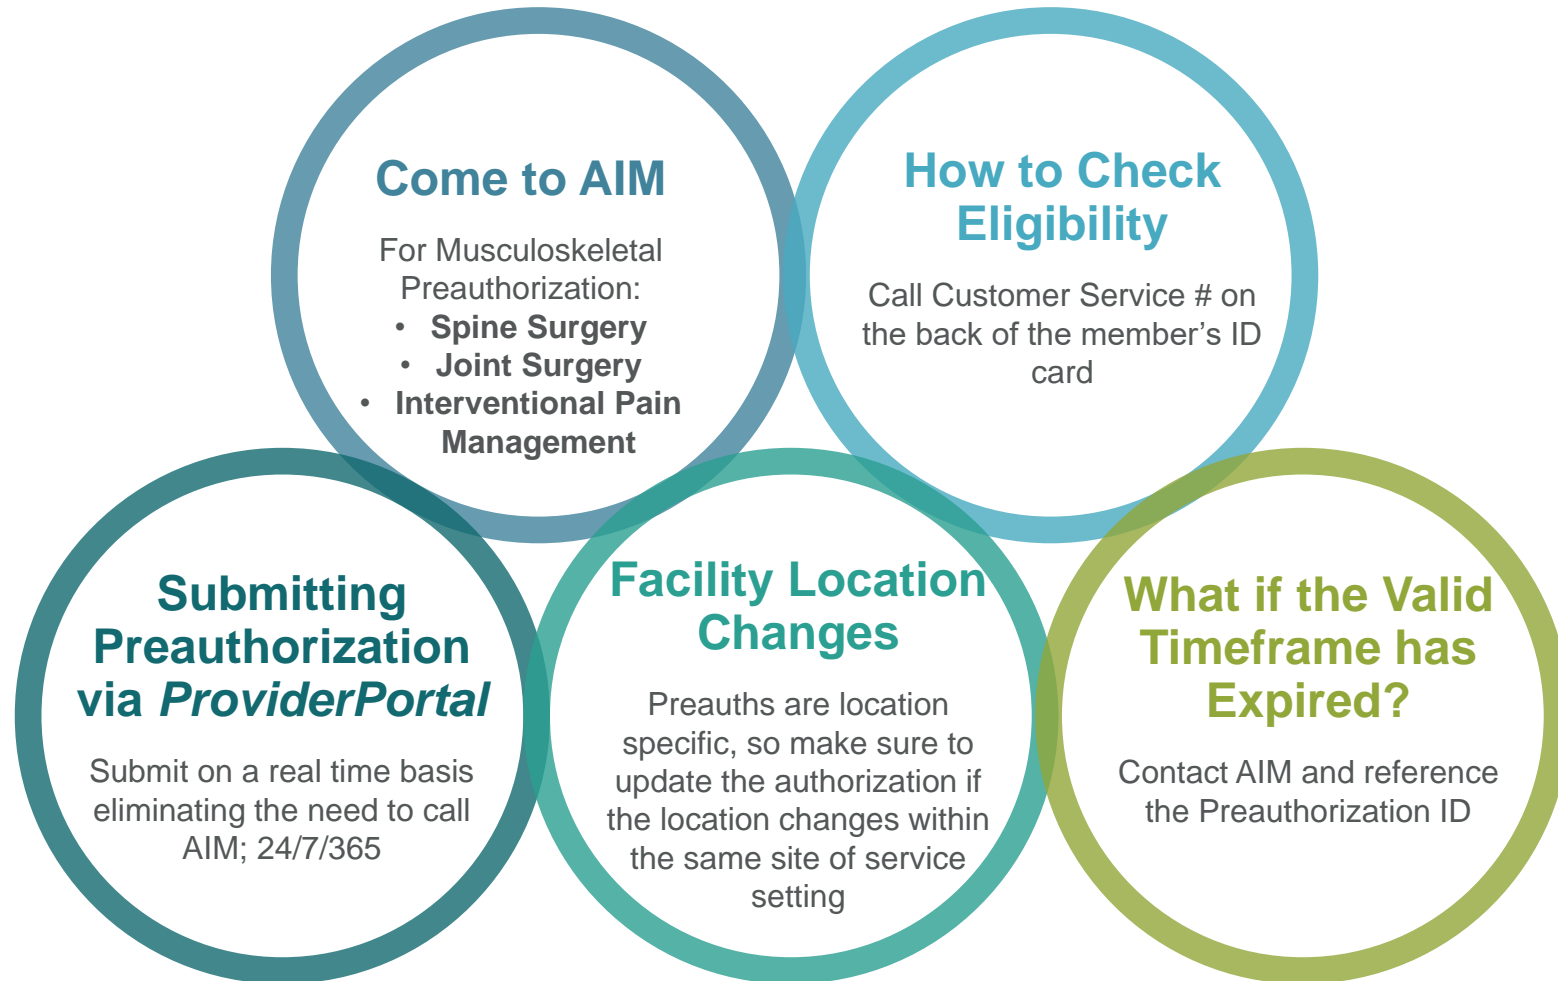 Come to AIM
For Musculoskeletal
Preauthorization:
• Spine Surgery
• Joint Surgery
• Interventional Pain
Management
How to Check
Eligibility
Call Customer Service # on
the back of the member’s ID
card
Submitting
Preauthorization
via ProviderPortal
Submit on a real time basis
eliminating the need to call
AIM; 24/7/365
Facility Location
Changes
Preauths are location
specific, so make sure to
update the authorization if
the location changes within
the same site of service
setting
What if the Valid
Timeframe has
Expired?
Contact AIM and reference
the Preauthorization ID